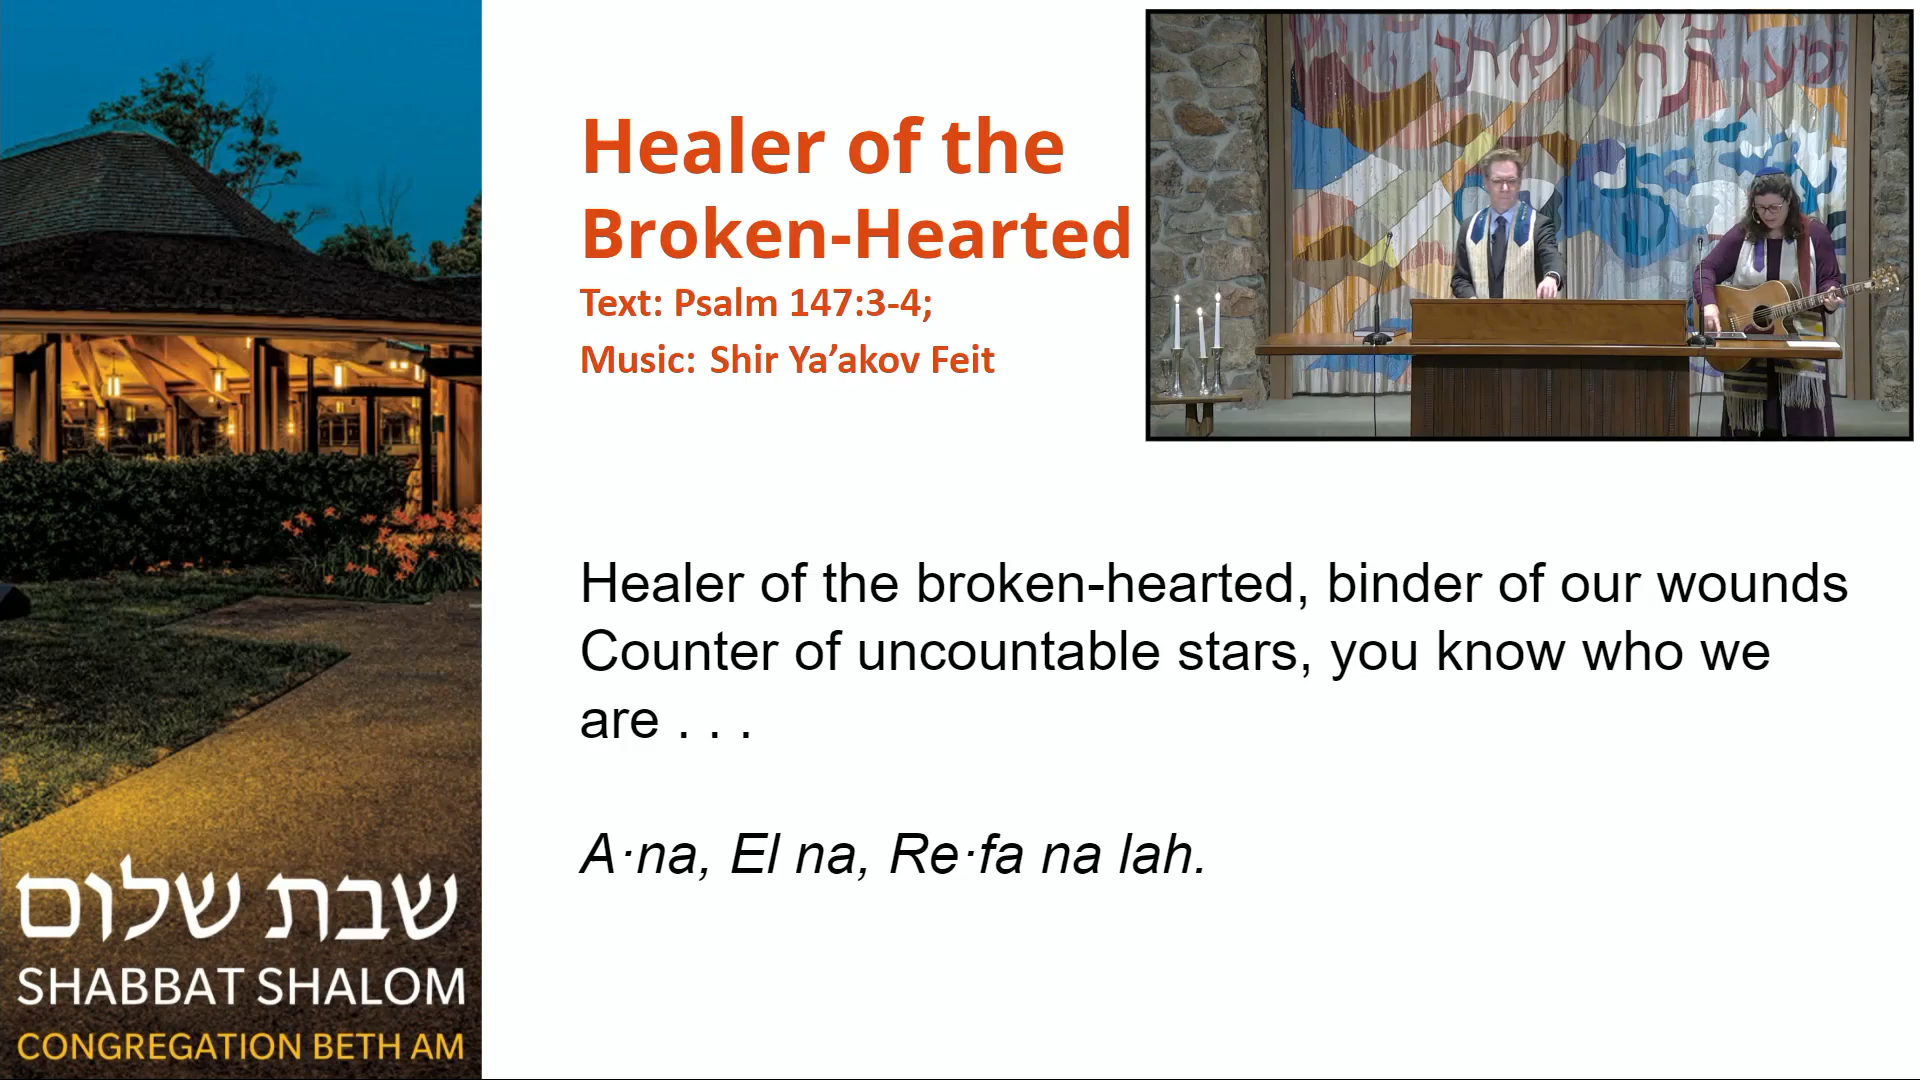 Healer of the
Broken-Hearted
Text: Psalm 147:3-4;
Music: Shir Ya’akov Feit
Healer of the broken-hearted, binder of our wounds
Counter of uncountable stars, you know who we
are . . .
A·na, El na, Re·fa na lah.
שבת שלום
SHABBAT SHALOM
CONGREGATION BETH AM